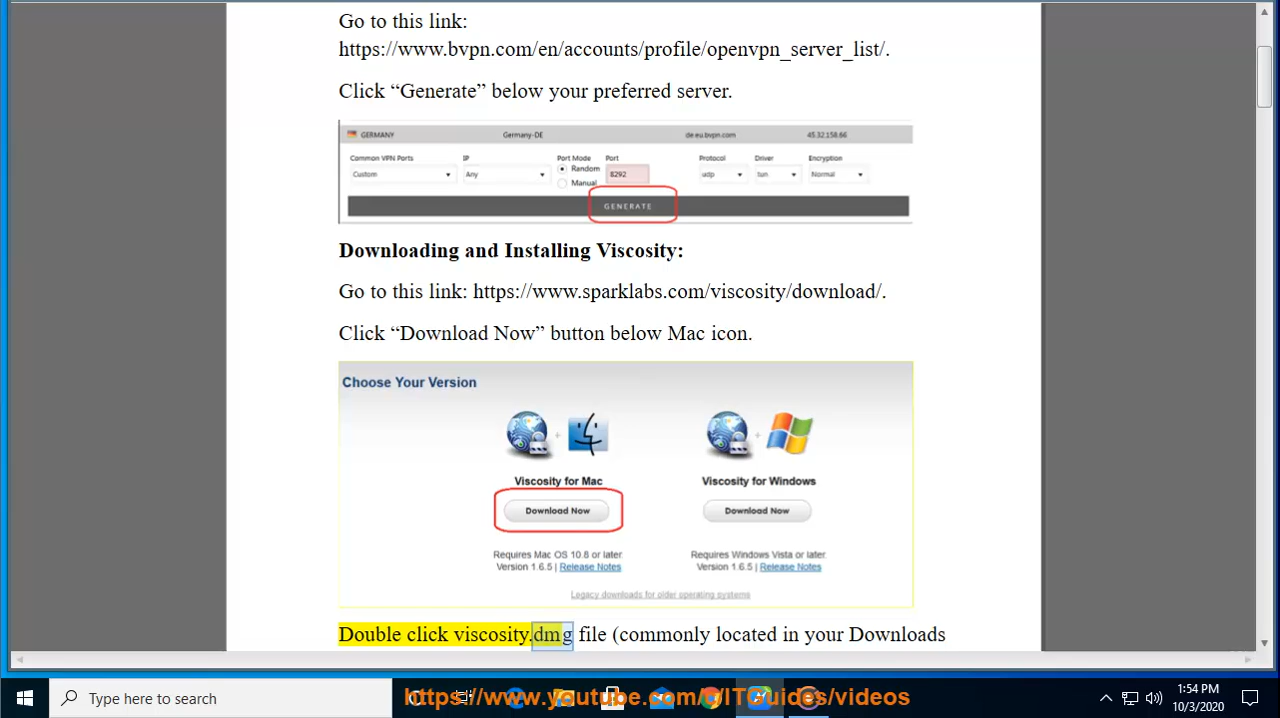 Go to this link:
https://www.bvpn.com/en/accounts/profile/openvpn_server_list/.
Click “Generate” below your preferred server.
GERMANY Germany-DE de.eu.bvpn.com 45.32.158.66
Common VPN Ports IP Port Mode Port Protocol Driver Encryption
Custom Any Random 8292 udp tun Normal
Manual
GENERATE
Downloading and Installing Viscosity:
Go to this link: https://www.sparklabs.com/viscosity/download/.
Click “Download Now” button below Mac icon.
Choose Your Version
Viscosity for Mac Viscosity for Windows
Download Now Download Now
Requires Mac OS 10.8 or later Requires Windows Vista or later
Version 1.6.5 | Release Notes Version 1.6.5 | Release Notes
Legacy downloads for older operating systems
Double click viscosity.dmg file (commonly located in your Downloads
Type here to search
1:54 PM
10/3/2020